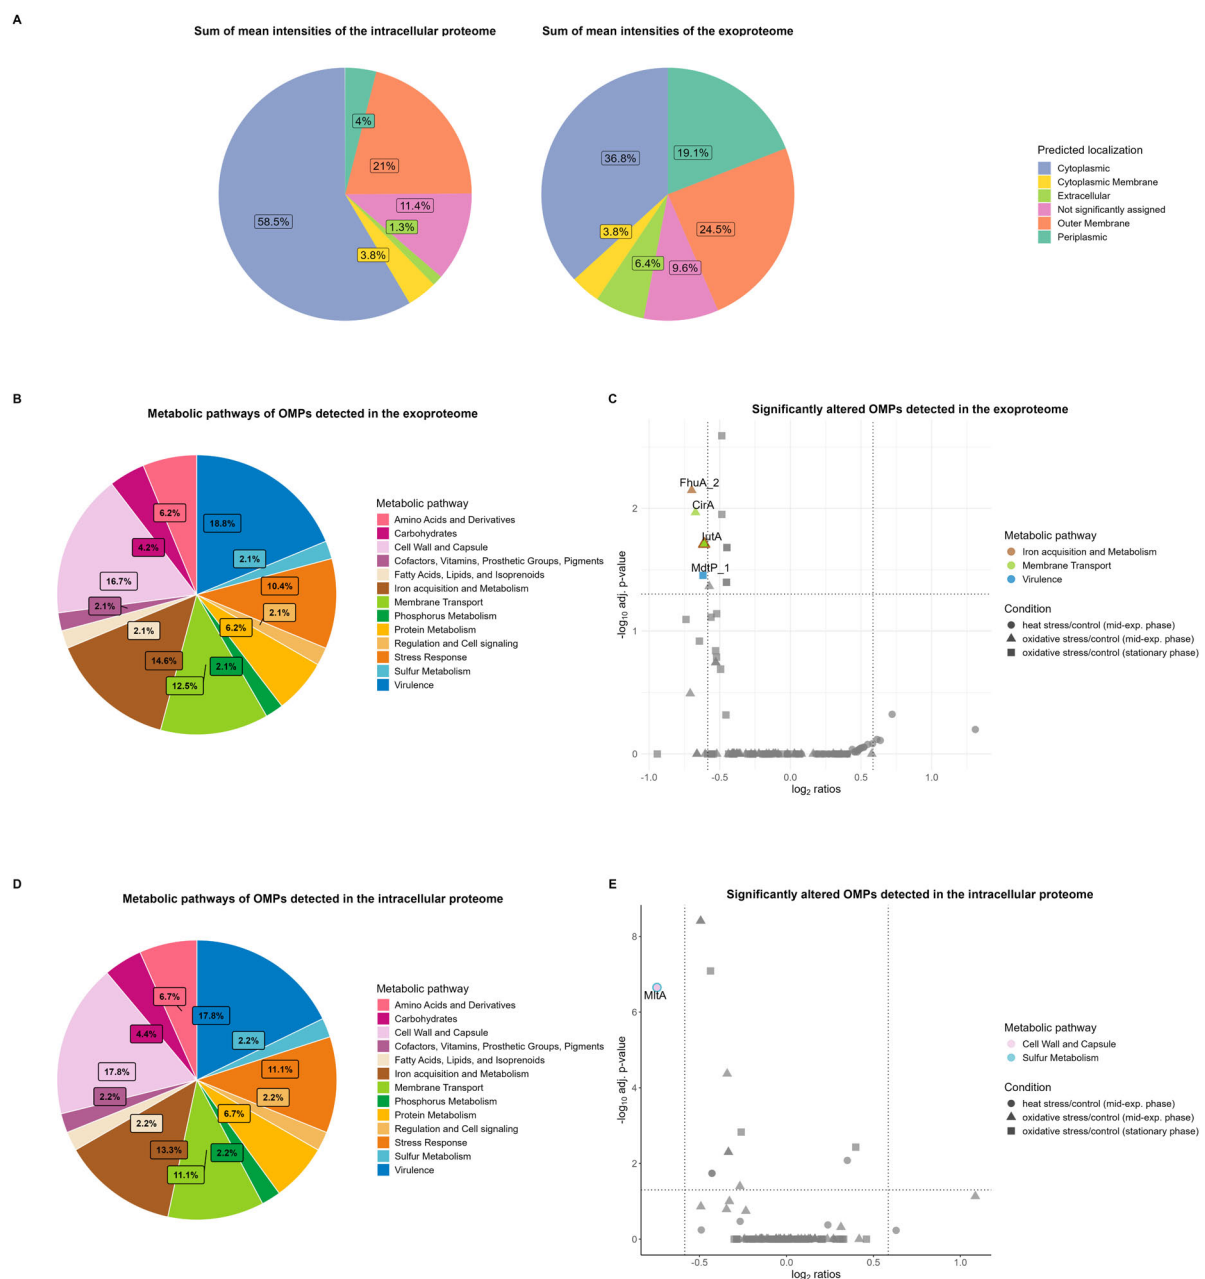 A
Sum of mean intensities of the intracellular proteome
Sum of mean intensities of the exoproteome
4%
21%
11.4%
1.3%
3.8%
58.5%
36.8%
19.1%
24.5%
9.6%
6.4%
3.8%
Predicted localization
Cytoplasmic
Cytoplasmic Membrane
Extracellular
Not significantly assigned
Outer Membrane
Periplasmic
B
Metabolic pathways of OMPs detected in the exoproteome
6.2%
18.8%
4.2%
2.1%
16.7%
10.4%
2.1%
2.1%
6.2%
2.1%
14.6%
2.1%
12.5%
Metabolic pathway
Amino Acids and Derivatives
Carbohydrates
Cell Wall and Capsule
Cofactors, Vitamins, Prosthetic Groups, Pigments
Fatty Acids, Lipids, and Isoprenoids
Iron acquisition and Metabolism
Membrane Transport
Phosphorus Metabolism
Protein Metabolism
Regulation and Cell signaling
Stress Response
Sulfur Metabolism
Virulence
C
Significantly altered OMPs detected in the exoproteome
FhuA_2
CirA
IutA
MdtP_1
-log10 adj. p-value
2
1
0
-1.0
-0.5
0.0
0.5
1.0
log2 ratios
Metabolic pathway
Iron acquisition and Metabolism
Membrane Transport
Virulence
Condition
heat stress/control (mid-exp. phase)
oxidative stress/control (mid-exp. phase)
oxidative stress/control (stationary phase)
D
Metabolic pathways of OMPs detected in the intracellular proteome
6.7%
17.8%
4.4%
2.2%
17.8%
11.1%
2.2%
2.2%
6.7%
2.2%
13.3%
2.2%
11.1%
Metabolic pathway
Amino Acids and Derivatives
Carbohydrates
Cell Wall and Capsule
Cofactors, Vitamins, Prosthetic Groups, Pigments
Fatty Acids, Lipids, and Isoprenoids
Iron acquisition and Metabolism
Membrane Transport
Phosphorus Metabolism
Protein Metabolism
Regulation and Cell signaling
Stress Response
Sulfur Metabolism
Virulence
E
Significantly altered OMPs detected in the intracellular proteome
MltA
-log10 adj. p-value
8
6
4
2
0
-0.5
0.0
0.5
1.0
log2 ratios
Metabolic pathway
Cell Wall and Capsule
Sulfur Metabolism
Condition
heat stress/control (mid-exp. phase)
oxidative stress/control (mid-exp. phase)
oxidative stress/control (stationary phase)